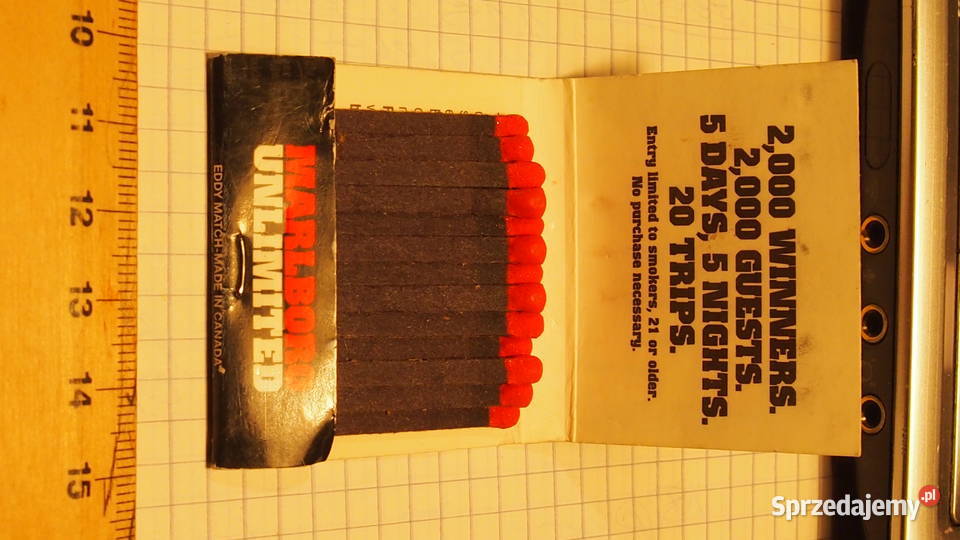 2,000 WINNERS.
2,000 GUESTS.
5 DAYS, 5 NIGHTS.
20 TRIPS.
Entry limited to smokers, 21 or older.
No purchase necessary.
MARLBORO
UNLIMITED
EDDY MATCH·MADE IN CANADA
10
11
12
13
14
15
Sprzedajemy.pl